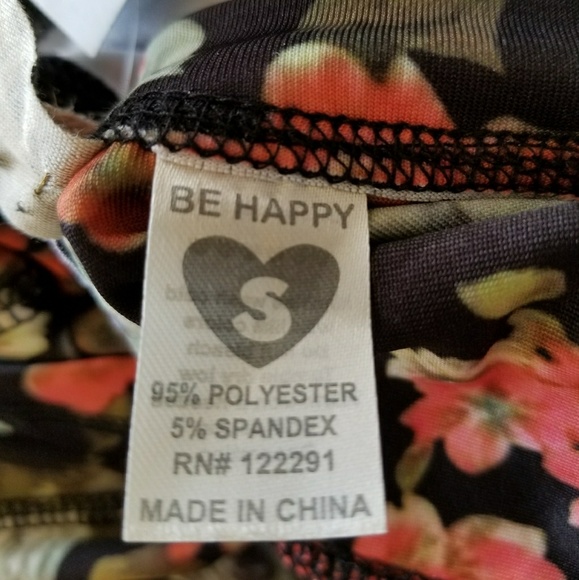 BE HAPPY
S
95% POLYESTER
5% SPANDEX
RN# 122291
MADE IN CHINA